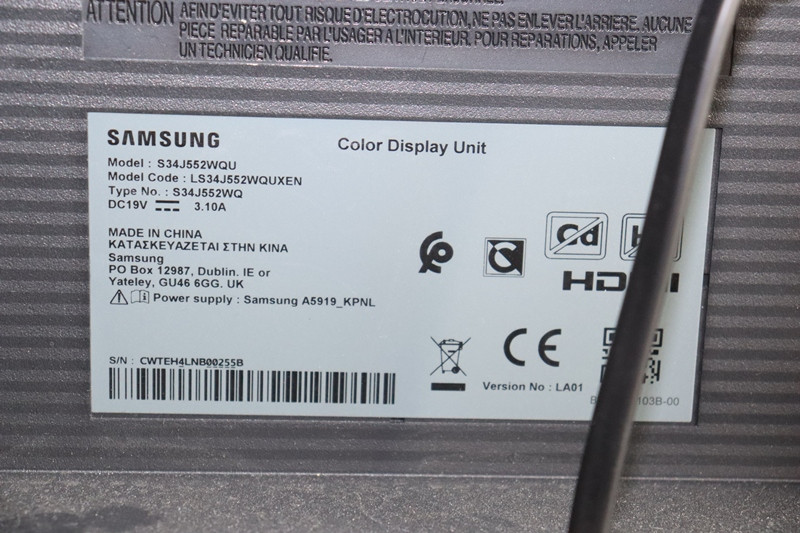 ATTENTION AFIN D'EVITER TOUT RISQUE D'ELECTROCUTION, NE PAS ENLEVER L'ARRIERE. AUCUNE
PIECE REPARABLE PAR L'USAGER A L'INTERIEUR. POUR REPARATIONS, APPELER
UN TECHNICIEN QUALIFIE.
SAMSUNG
Color Display Unit
Model : S34J552WQU
Model Code : LS34J552WQUXEN
Type No. : S34J552WQ
DC19V 3.10A
MADE IN CHINA
ΚΑΤΑΣΚΕΥΑΖΕΤΑΙ ΣΤΗΝ ΚΙΝΑ
Samsung
PO Box 12987, Dublin. IE or
Yateley, GU46 6GG. UK
Power supply : Samsung A5919_KPNL
Cd
S/N : CWTEH4LNB00255B
CE
Version No : LA01